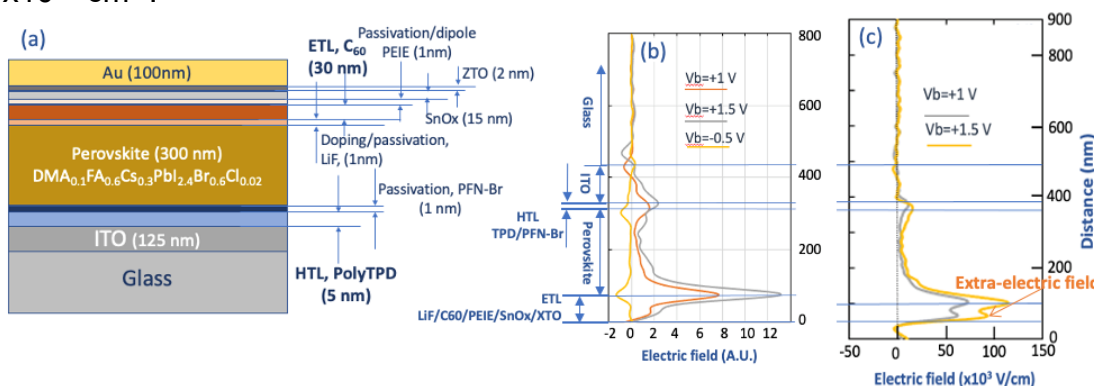 (a)
Au (100nm)
Perovskite (300 nm)
DMA0.1FA0.6Cs0.3PbI2.4Br0.6Cl0.02
ITO (125 nm)
Glass
ETL, C60
(30 nm)
Passivation/dipole
PEIE
(1nm)
ZTO (2 nm)
SnOx (15 nm)
Doping/passivation,
LiF, (1nm)
Passivation, PFN-Br
(1 nm)
HTL, PolyTPD
(5 nm)
(b)
Vb=+1 V
Vb=+1.5 V
Vb=-0.5 V
Glass
ITO
HTL
TPD/PFN-Br
Perovskite
ETL
LiF/C60/PEIE/SnOx/XTO
800
600
400
200
0
-2 0 2 4 6 8 10 12
Electric field (A.U.)
(c)
Vb=+1 V
Vb=+1.5 V
Extra-electric field
900
800
700
600
500
400
300
200
100
0
Distance (nm)
-50 0 50 100 150
Electric field (x10³ V/cm)